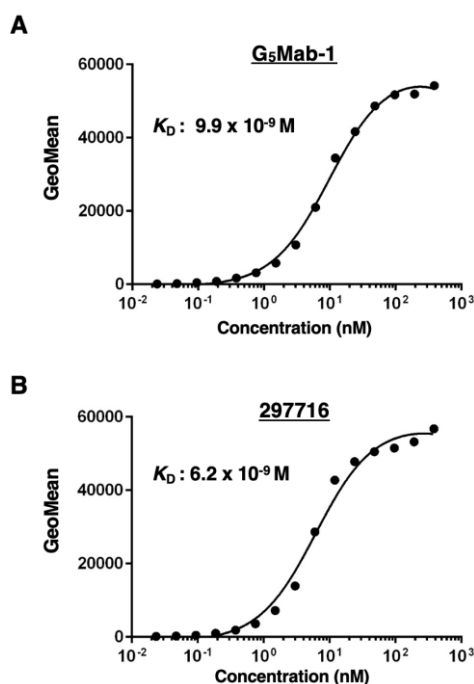 A
G₅Mab-1
60000
K_D : 9.9 x 10⁻⁹ M
40000
GeoMean
20000
0
10⁻² 10⁻¹ 10⁰ 10¹ 10² 10³
Concentration (nM)
B
297716
60000
K_D : 6.2 x 10⁻⁹ M
40000
GeoMean
20000
0
10⁻² 10⁻¹ 10⁰ 10¹ 10² 10³
Concentration (nM)